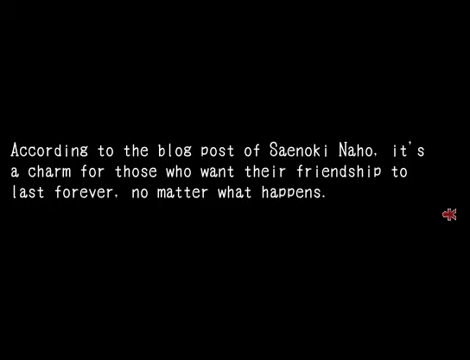 According to the blog post of Saenoki Naho, it's
a charm for those who want their friendship to
last forever, no matter what happens.